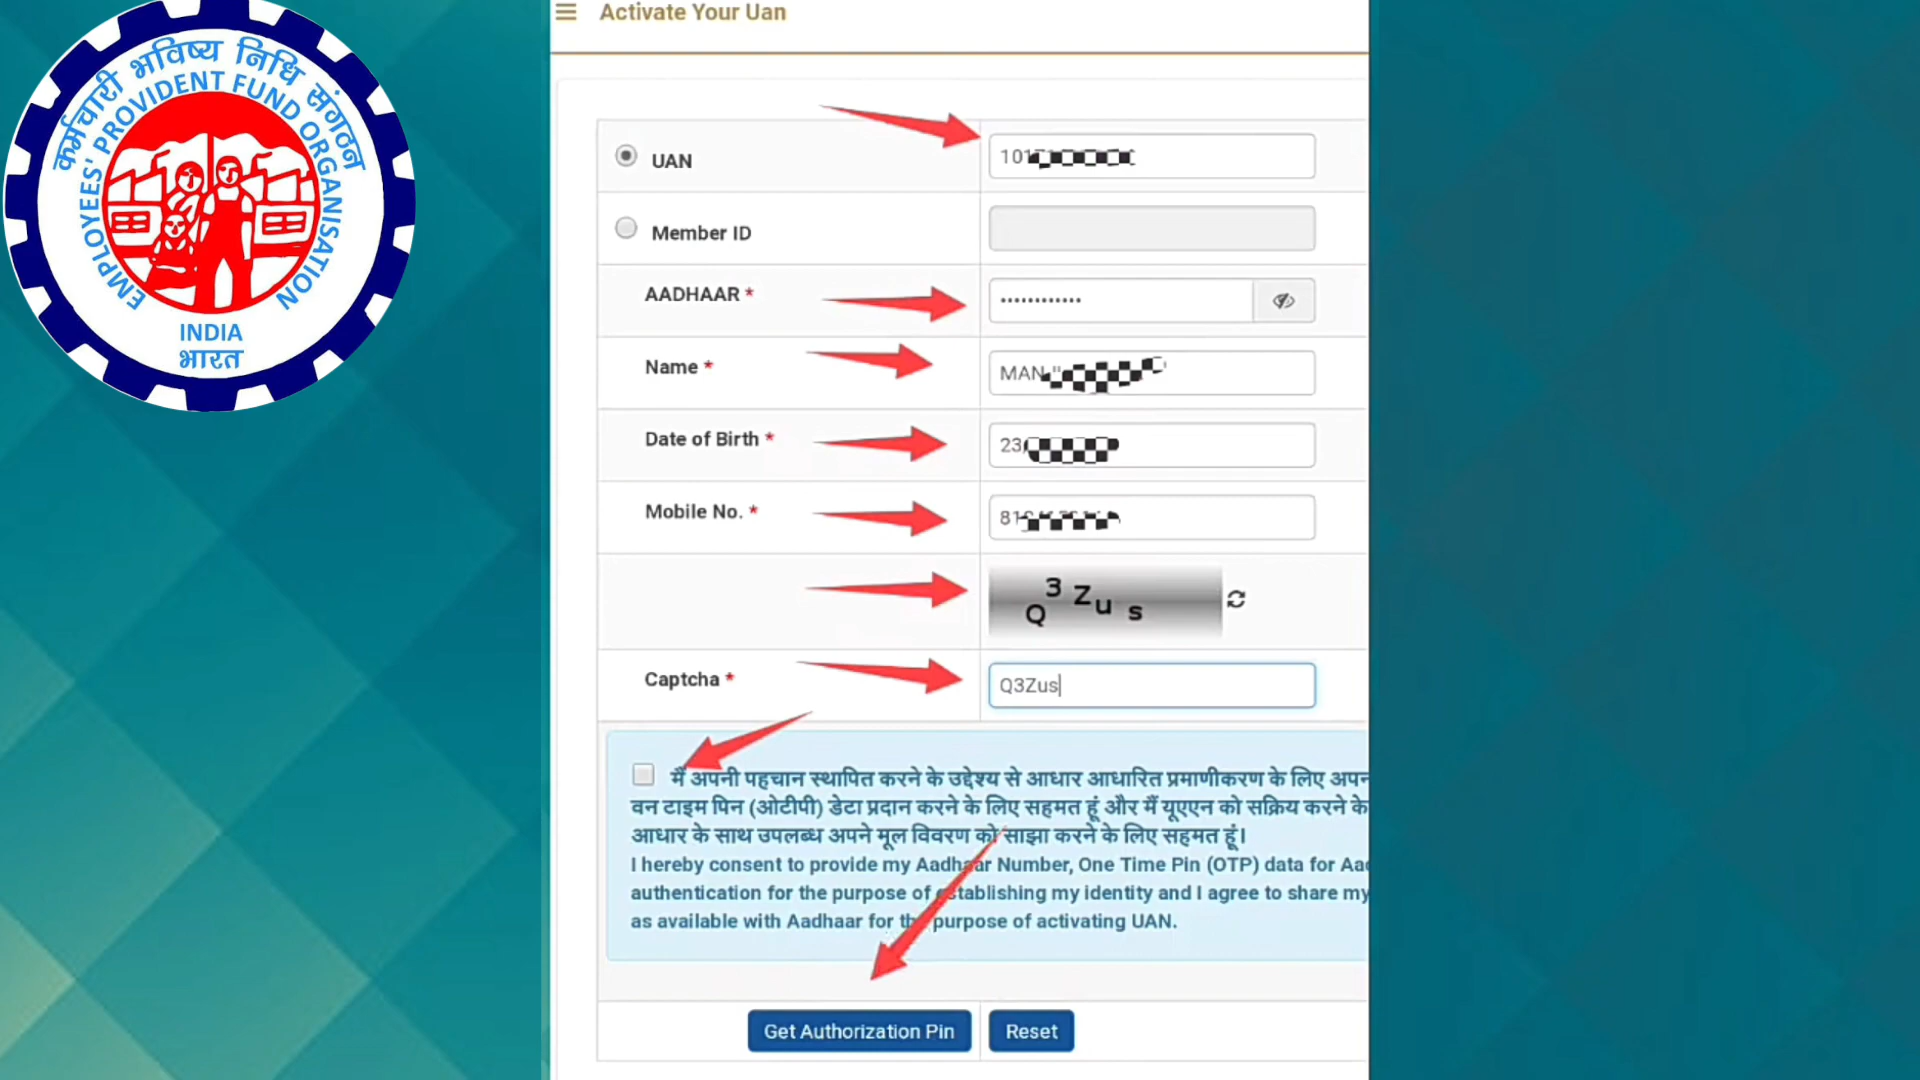 कर्मचारी भविष्य निधि संगठन
EMPLOYEES' PROVIDENT FUND ORGANISATION
INDIA
भारत
Activate Your Uan
UAN
Member ID
AADHAAR *
Name *
MAN
Date of Birth *
23
Mobile No. *
81
Q3Zus
Captcha *
Q3Zus
मैं अपनी पहचान स्थापित करने के उद्देश्य से आधार आधारित प्रमाणीकरण के लिए
वन टाइम पिन (ओटीपी) डेटा प्रदान करने के लिए सहमत हूं और मैं यूएएन को सक्रिय करने के
आधार के साथ उपलब्ध अपने मूल विवरण को साझा करने के लिए सहमत हूं।
I hereby consent to provide my Aadhaar Number, One Time Pin (OTP) data for
authentication for the purpose of establishing my identity and I agree to share my
as available with Aadhaar for the purpose of activating UAN.
Get Authorization Pin
Reset